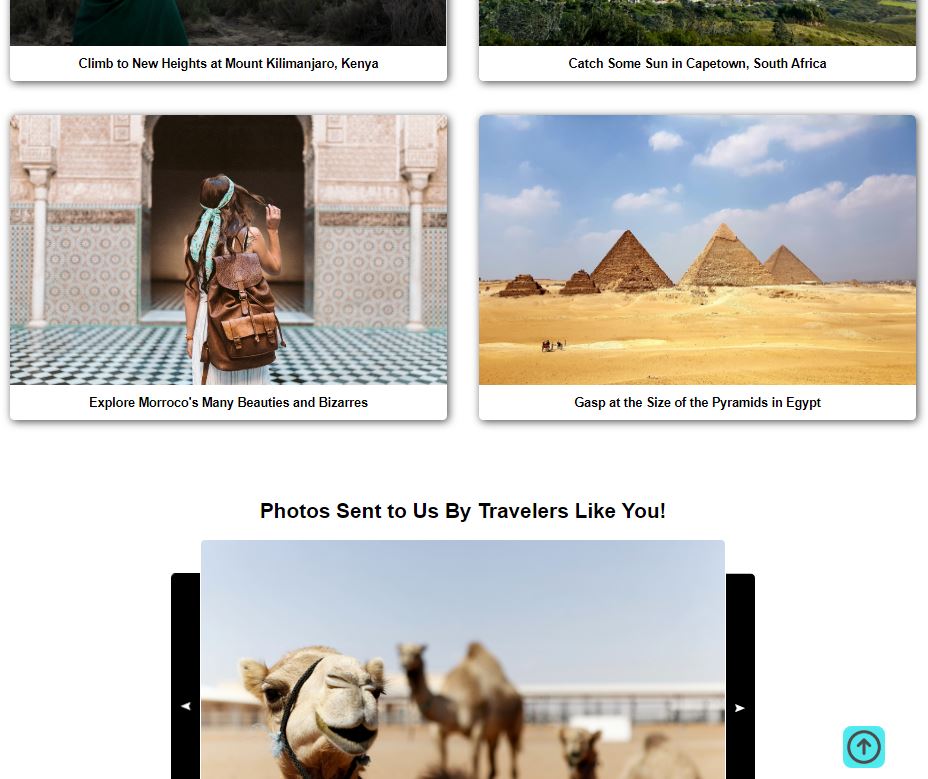 Climb to New Heights at Mount Kilimanjaro, Kenya
Catch Some Sun in Capetown, South Africa
Explore Morroco's Many Beauties and Bizarres
Gasp at the Size of the Pyramids in Egypt
Photos Sent to Us By Travelers Like You!